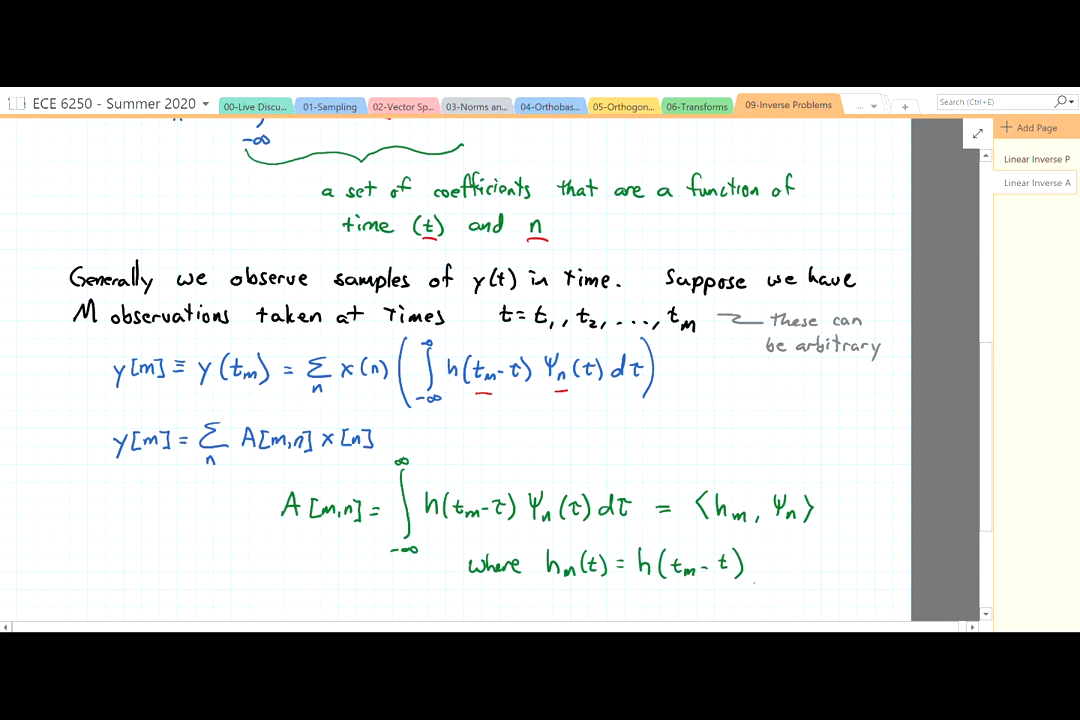 ECE 6250 - Summer 2020
00-Live Discu...
01-Sampling
02-Vector Sp...
03-Norms an...
04-Orthobas...
05-Orthogon...
06-Transforms
09-Inverse Problems
...
+
Search (Ctrl+E)
+ Add Page
Linear Inverse P
Linear Inverse A
-∞
a set of coefficients that are a function of
time (t) and n
Generally we observe samples of y(t) in time. Suppose we have
M observations taken at times t = t₁, t₂, ..., t_M
these can
be arbitrary
y[m] ≡ y(t_m) = Σ_n x(n) ( ∫_{-∞}^{∞} h(t_m - τ) ψ_n(τ) dτ )
y[m] = Σ_n A[m,n] x[n]
A[m,n] = ∫_{-∞}^{∞} h(t_m - τ) ψ_n(τ) dτ = ⟨h_m, ψ_n⟩
where h_m(t) = h(t_m - t)